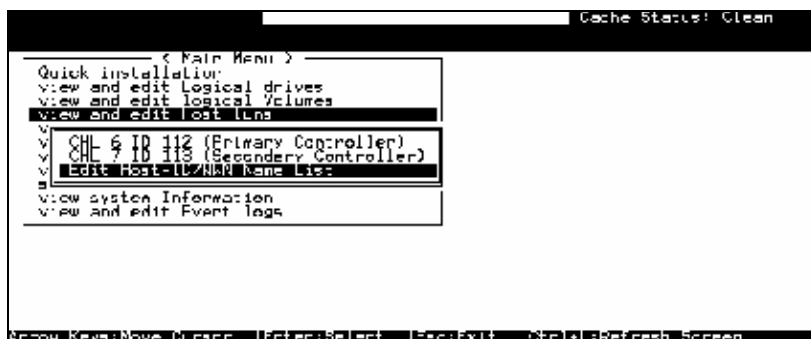 Cache Status: Clean
< Main Menu >
Quick installation
view and edit Logical drives
view and edit logical Volumes
view and edit Host luns
v
v CHL 6 ID 112 (Primary Controller)
v CHL 7 ID 113 (Secondary Controller)
v Edit Host-ID/WWN Name List
s
view system Information
view and edit Event logs
Arrow Keys:Move Cursor |Enter:Select |Esc:Exit |Ctrl+L:Refresh Screen